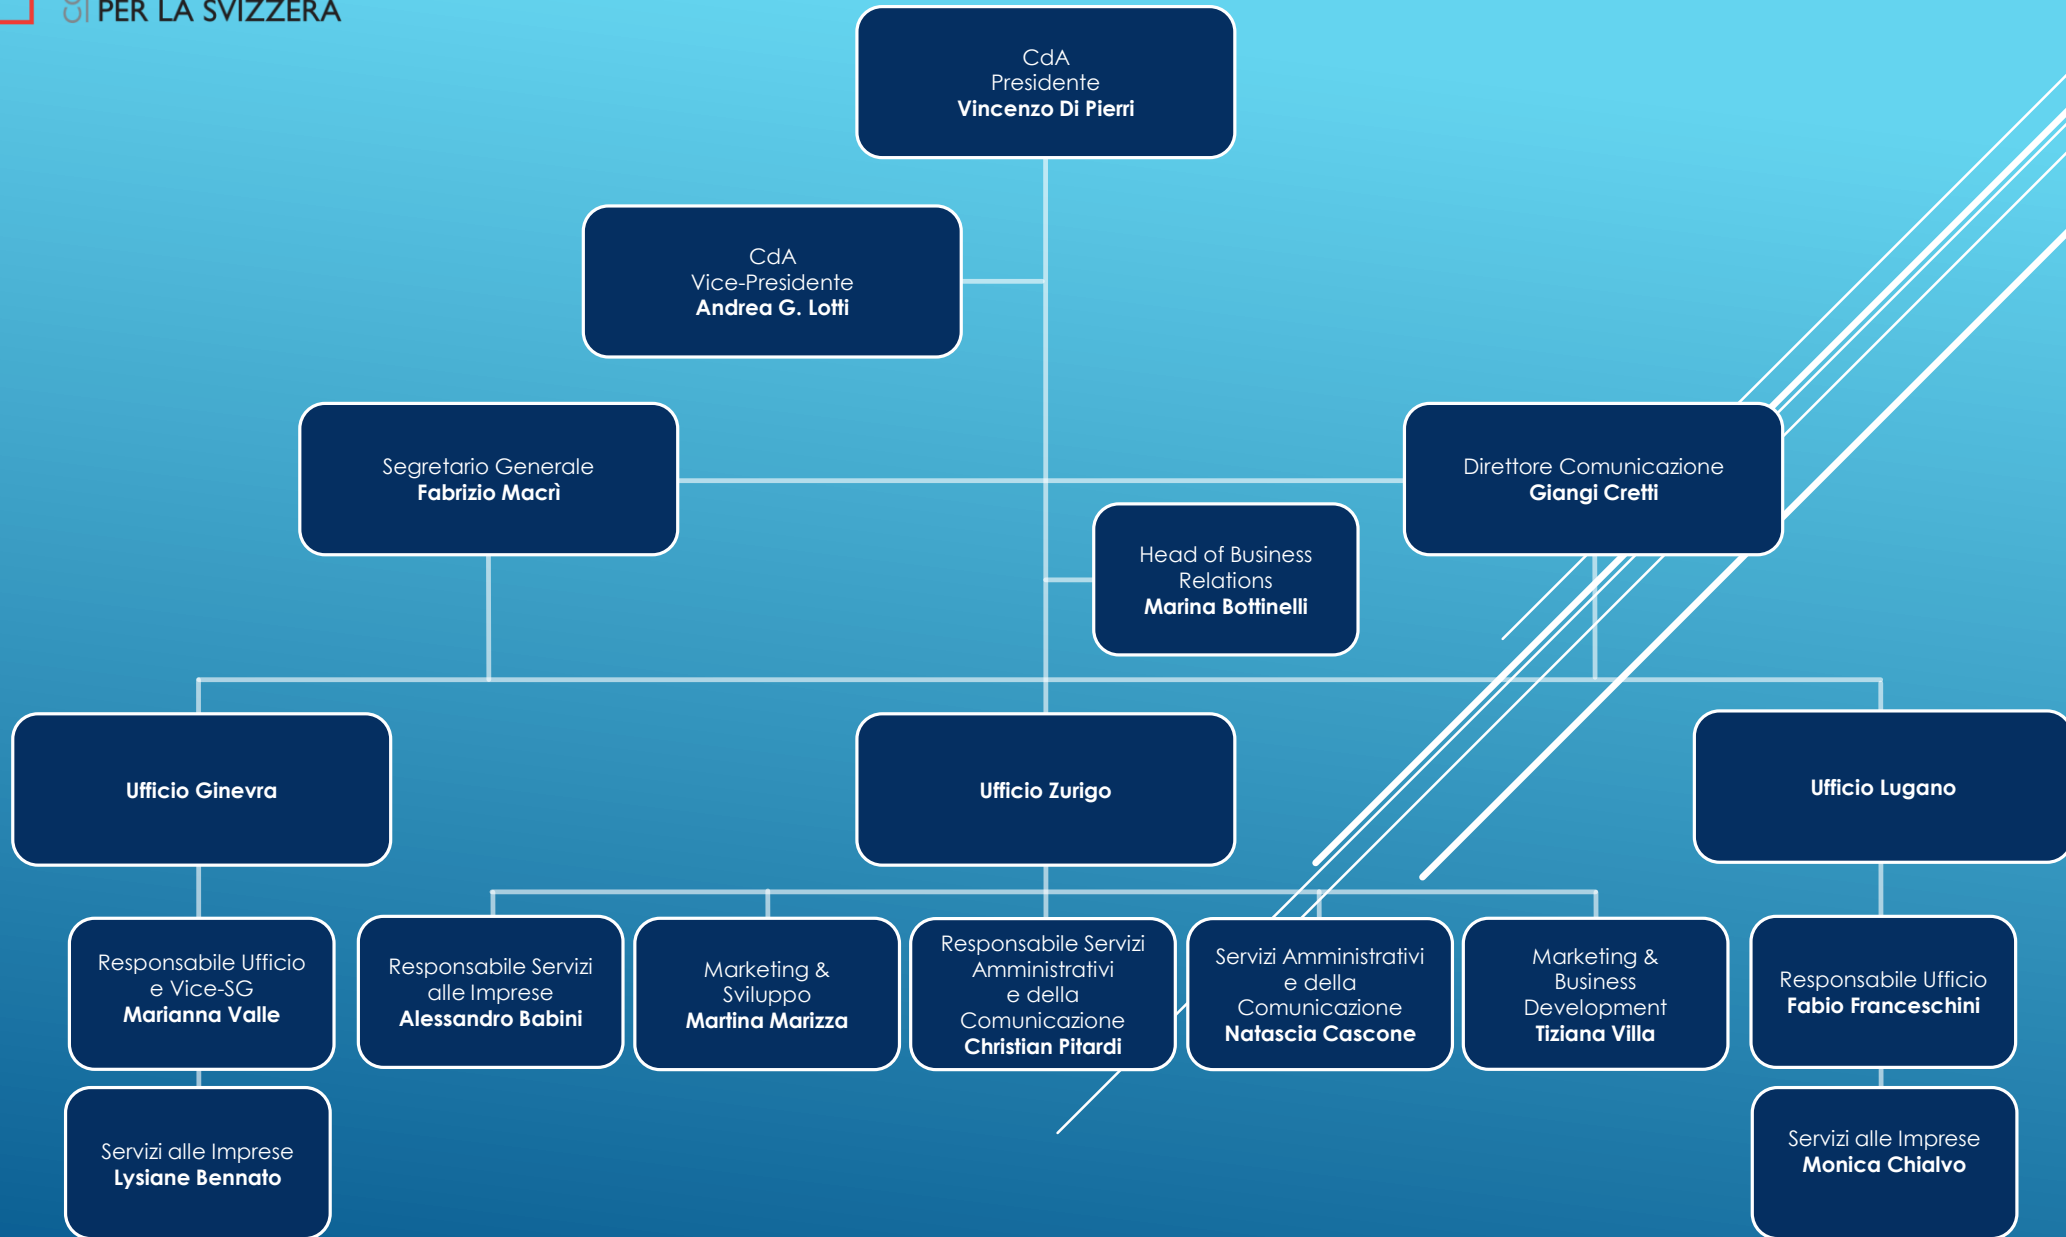 PER LA SVIZZERA
CdA
Presidente
Vincenzo Di Pierri
CdA
Vice-Presidente
Andrea G. Lotti
Segretario Generale
Fabrizio Macrì
Direttore Comunicazione
Giangi Cretti
Head of Business
Relations
Marina Bottinelli
Ufficio Ginevra
Ufficio Zurigo
Ufficio Lugano
Responsabile Ufficio
e Vice-SG
Marianna Valle
Responsabile Servizi
alle Imprese
Alessandro Babini
Marketing &
Sviluppo
Martina Marizza
Responsabile Servizi
Amministrativi
e della
Comunicazione
Christian Pitardi
Servizi Amministrativi
e della
Comunicazione
Natascia Cascone
Marketing &
Business
Development
Tiziana Villa
Responsabile Ufficio
Fabio Franceschini
Servizi alle Imprese
Lysiane Bennato
Servizi alle Imprese
Monica Chialvo